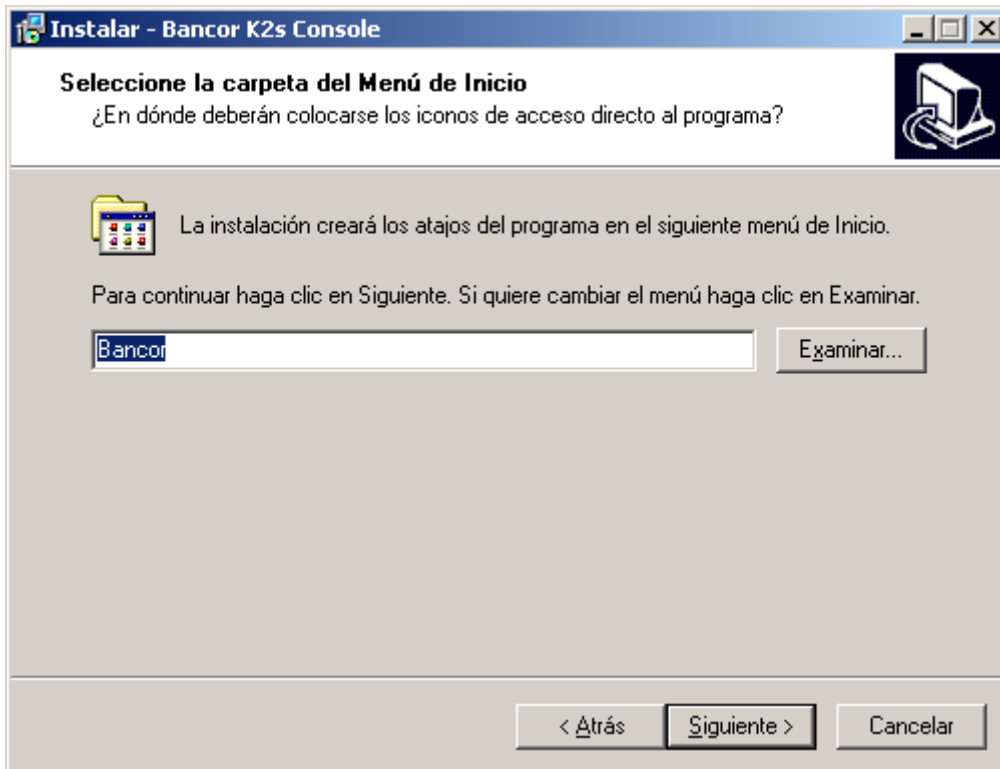 Instalar - Bancor K2s Console
Seleccione la carpeta del Menú de Inicio
¿En dónde deberán colocarse los iconos de acceso directo al programa?
La instalación creará los atajos del programa en el siguiente menú de Inicio.
Para continuar haga clic en Siguiente. Si quiere cambiar el menú haga clic en Examinar.
Bancor
Examinar...
< Atrás
Siguiente >
Cancelar